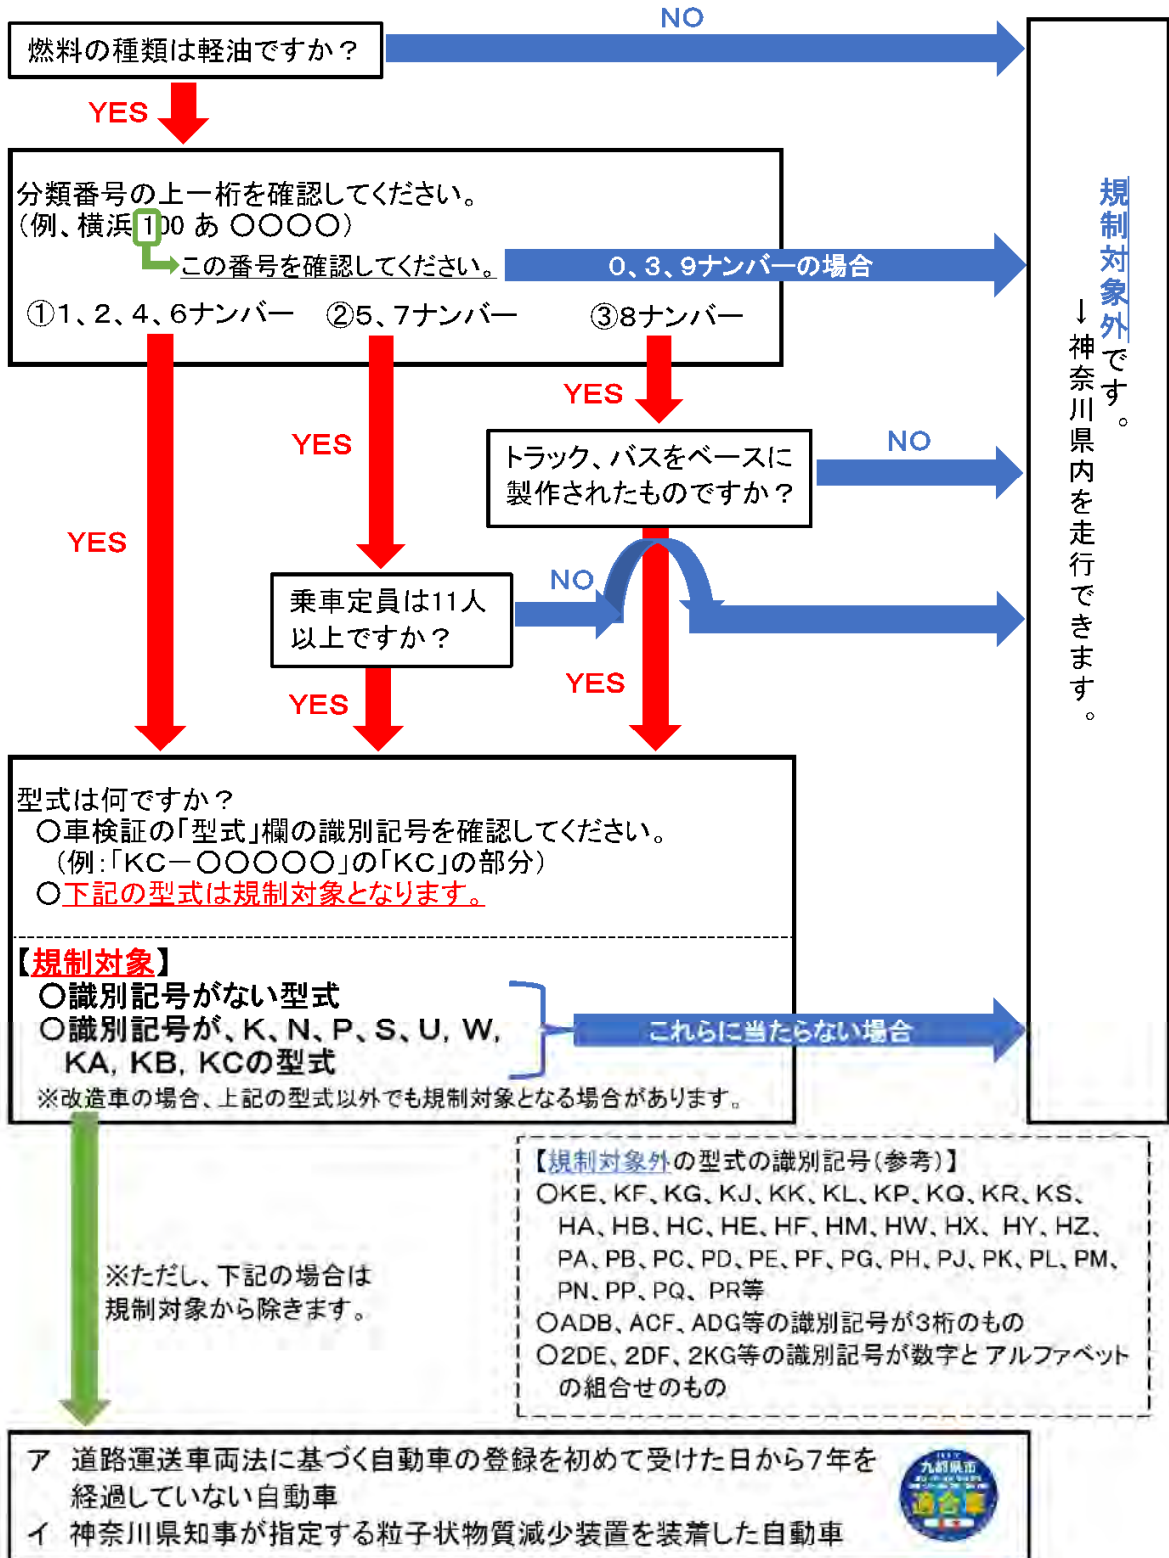 NO
燃料の種類は軽油ですか？
YES
分類番号の上一桁を確認してください。
（例、横浜 100 あ 〇〇〇〇）
この番号を確認してください。
0、3、9ナンバーの場合
①1、2、4、6ナンバー
②5、7ナンバー
③8ナンバー
YES
YES
YES
トラック、バスをベースに
製作されたものですか？
NO
乗車定員は11人
以上ですか？
NO
YES
YES
規制対象外です。
→神奈川県内を走行できます。
型式は何ですか？
〇車検証の「型式」欄の識別記号を確認してください。
（例：「KC－〇〇〇〇〇」の「KC」の部分）
〇下記の型式は規制対象となります。
【規制対象】
〇識別記号がない型式
〇識別記号が、K、N、P、S、U、W、
KA、KB、KCの型式
これらに当たらない場合
※改造車の場合、上記の型式以外でも規制対象となる場合があります。
【規制対象外の型式の識別記号（参考）】
〇KE、KF、KG、KJ、KK、KL、KP、KQ、KR、KS、
HA、HB、HC、HE、HF、HM、HW、HX、HY、HZ、
PA、PB、PC、PD、PE、PF、PG、PH、PJ、PK、PL、PM、
PN、PP、PQ、PR等
〇ADB、ACF、ADG等の識別記号が3桁のもの
〇2DE、2DF、2KG等の識別記号が数字とアルファベット
の組合せのもの
※ただし、下記の場合は
規制対象から除きます。
ア 道路運送車両法に基づく自動車の登録を初めて受けた日から7年を
経過していない自動車
イ 神奈川県知事が指定する粒子状物質減少装置を装着した自動車
九都県市
適合車